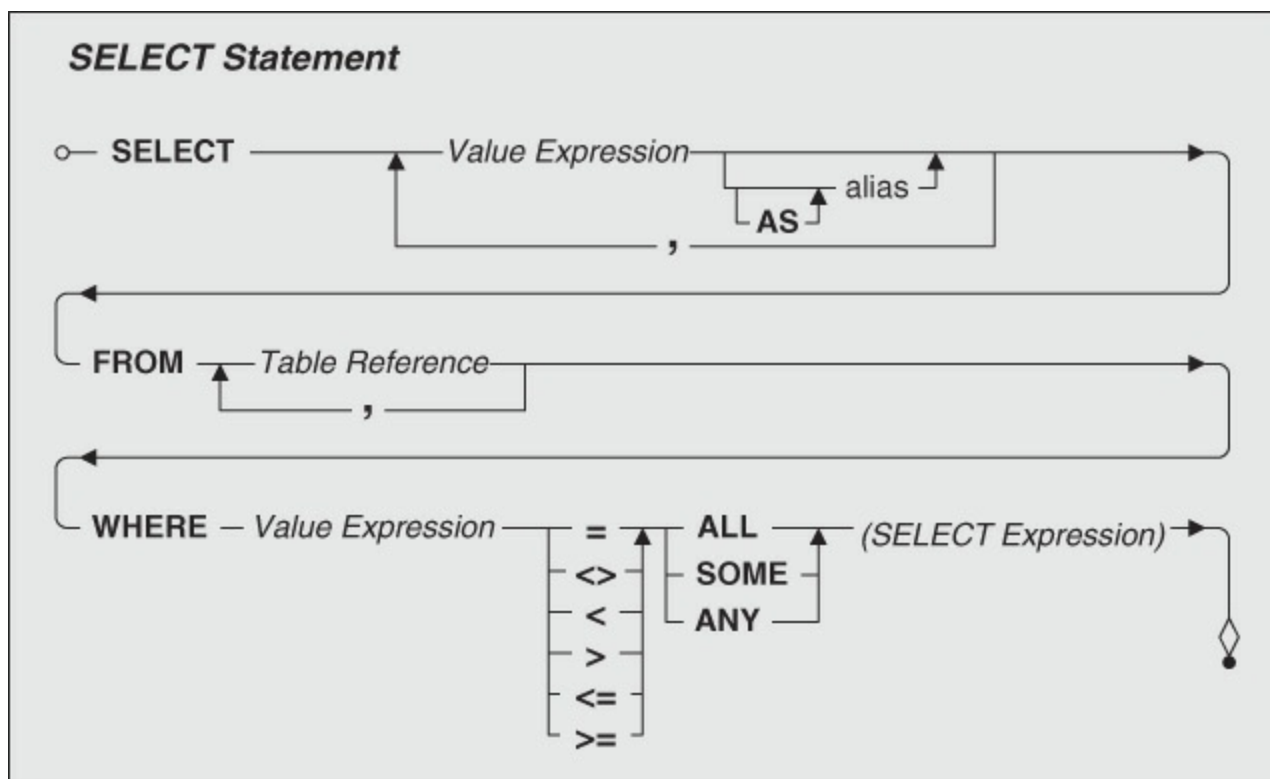 SELECT Statement
SELECT Value Expression
alias
AS
,
FROM Table Reference
,
WHERE Value Expression = ALL (SELECT Expression)
<> SOME
< ANY
>
<=
>=